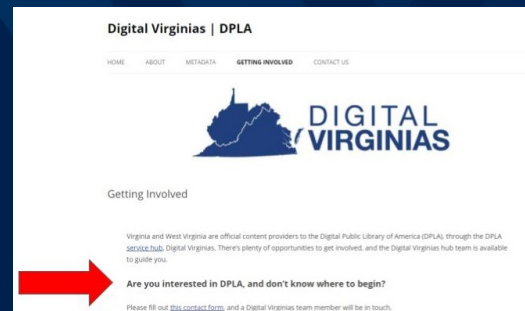 Digital Virginias | DPLA
HOME ABOUT METADATA GETTING INVOLVED CONTACT US
DIGITAL
VIRGINIAS
Getting Involved
Virginia and West Virginia are official content providers to the Digital Public Library of America (DPLA), through the DPLA
service hub, Digital Virginias. There's plenty of opportunities to get involved, and the Digital Virginias hub team is available
to guide you.
Are you interested in DPLA, and don't know where to begin?
Please fill out this contact form, and a Digital Virginias team member will be in touch.